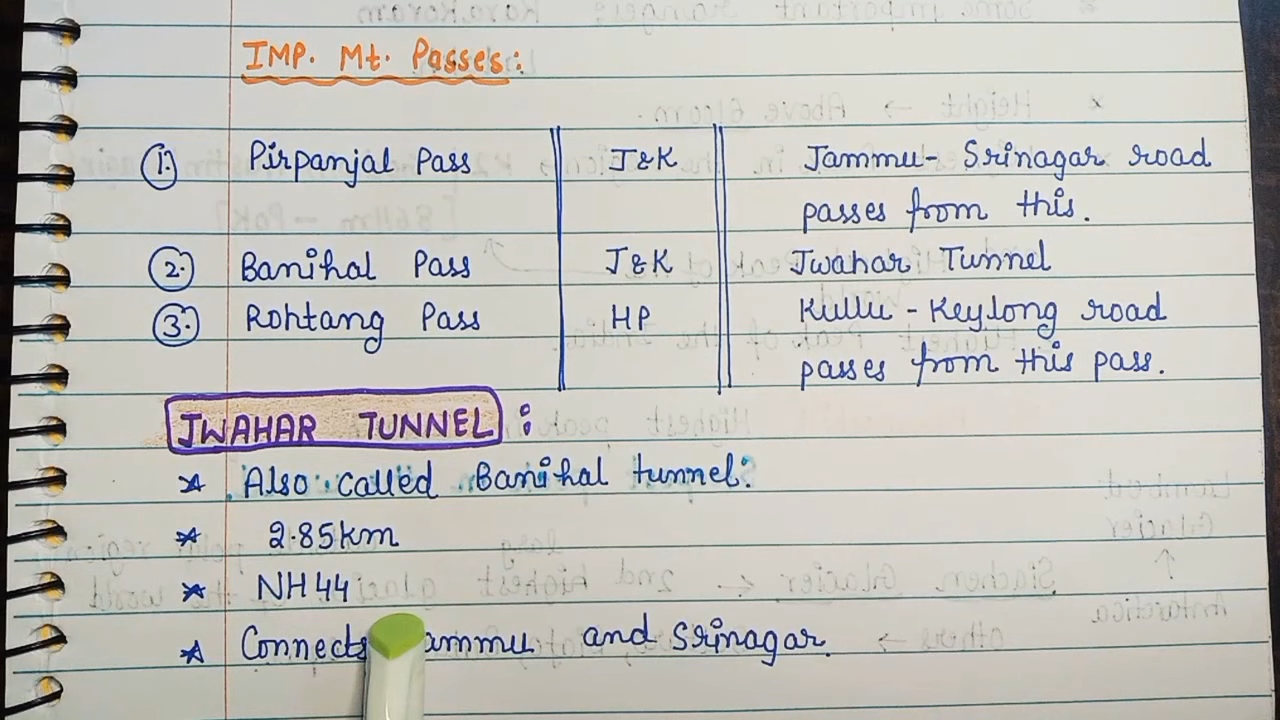 IMP. Mt. Passes:
1. Pirpanjal Pass J&K Jammu- Srinagar road
passes from this.
2. Banihal Pass J&K Jwahar Tunnel
3. Rohtang Pass HP Kullu - Keylong road
passes from this pass.
JWAHAR TUNNEL :
* Also called Banihal tunnel.
* 2.85km
* NH44
* Connects ammu and Srinagar.